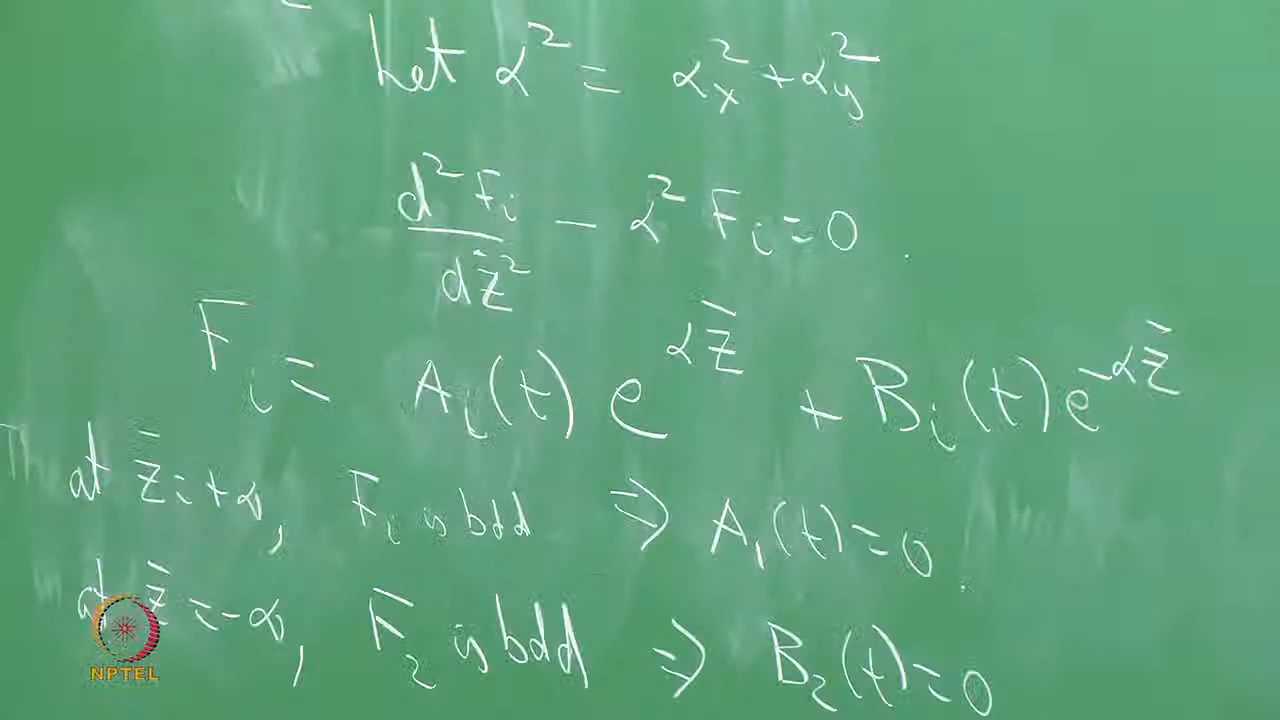 Let α² = αx² + αy²
d²Fi/dz̄² − α² Fi = 0
Fi = Ai(t) e^αz̄ + Bi(t) e^−αz̄
at z̄ = +∞, F1 is bdd ⇒ A1(t) = 0
at z̄ = −∞, F2 is bdd ⇒ B2(t) = 0
NPTEL